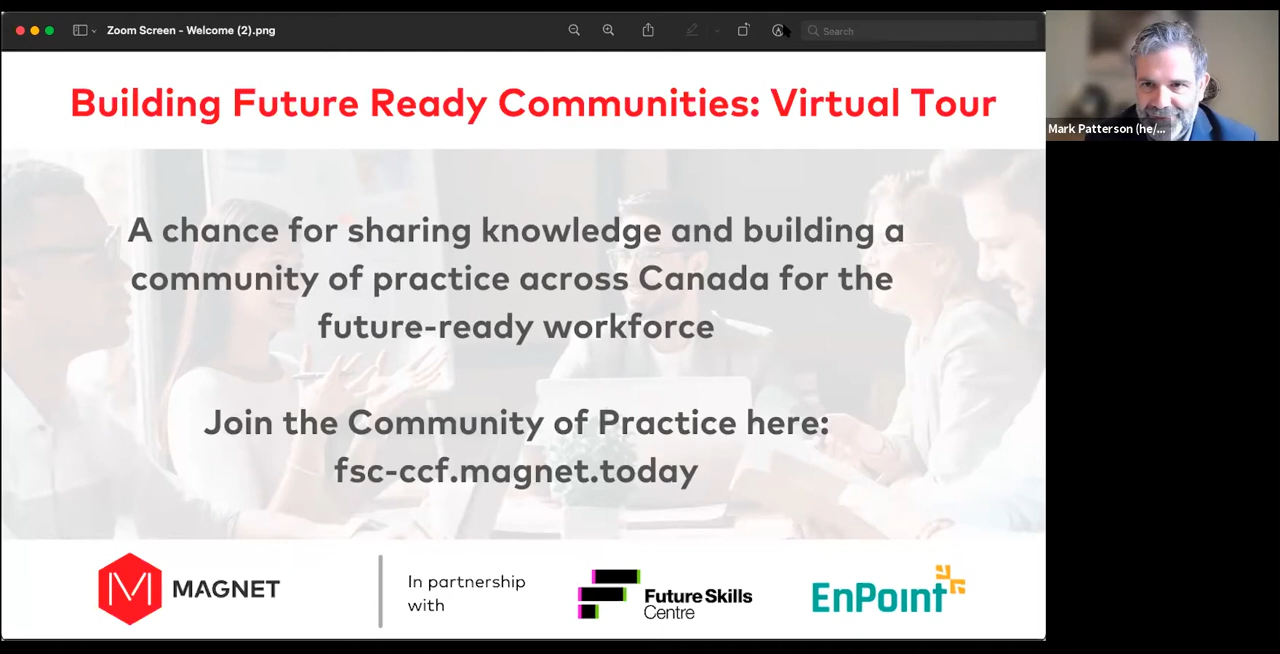 Zoom Screen - Welcome (2).png
Search
Building Future Ready Communities: Virtual Tour
Mark Patterson (he/...
A chance for sharing knowledge and building a
community of practice across Canada for the
future-ready workforce
Join the Community of Practice here:
fsc-ccf.magnet.today
MAGNET
In partnership
with
Future Skills
Centre
EnPoint